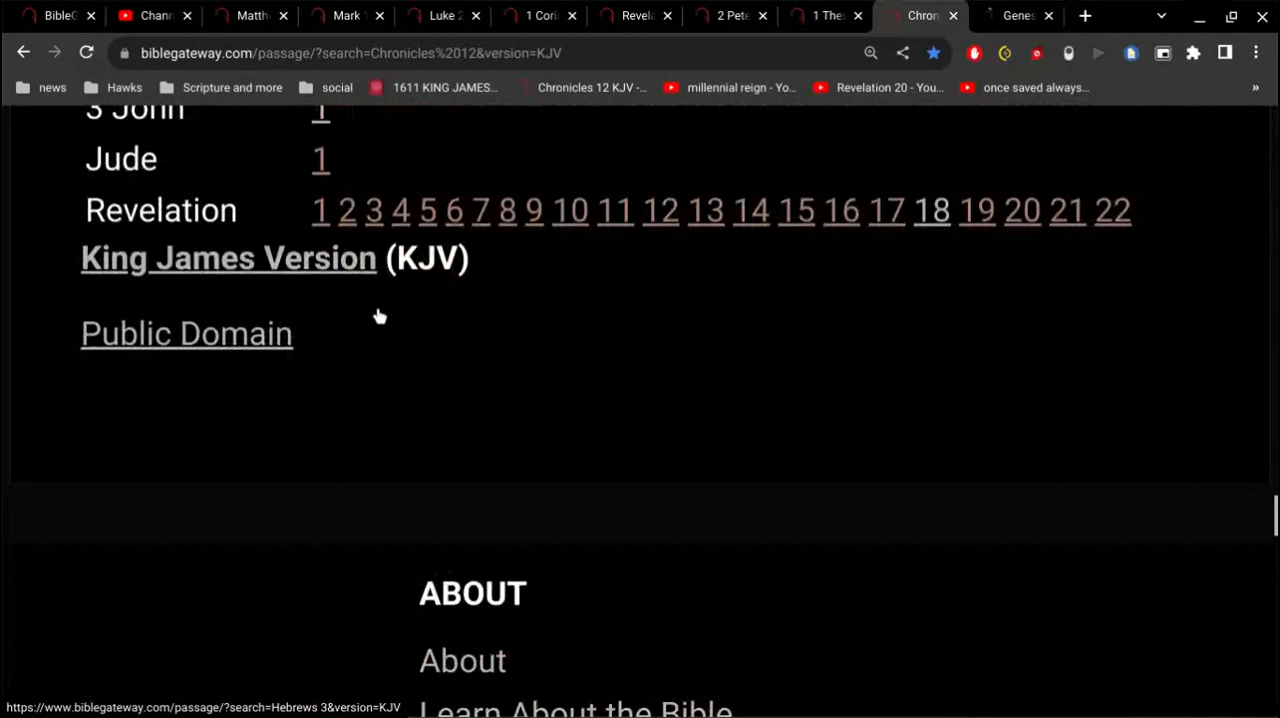 BibleG Chann Matth Mark 1 Luke 2 1 Cori Revela 2 Pete 1 Thes Chron Genes
biblegateway.com/passage/?search=Chronicles%2012&version=KJV
news Hawks Scripture and more social 1611 KING JAMES... Chronicles 12 KJV -... millennial reign - Yo... Revelation 20 - You... once saved always... »
3 John 1
Jude 1
Revelation 1 2 3 4 5 6 7 8 9 10 11 12 13 14 15 16 17 18 19 20 21 22
King James Version (KJV)
Public Domain
ABOUT
About
Learn About the Bible
https://www.biblegateway.com/passage/?search=Hebrews 3&version=KJV